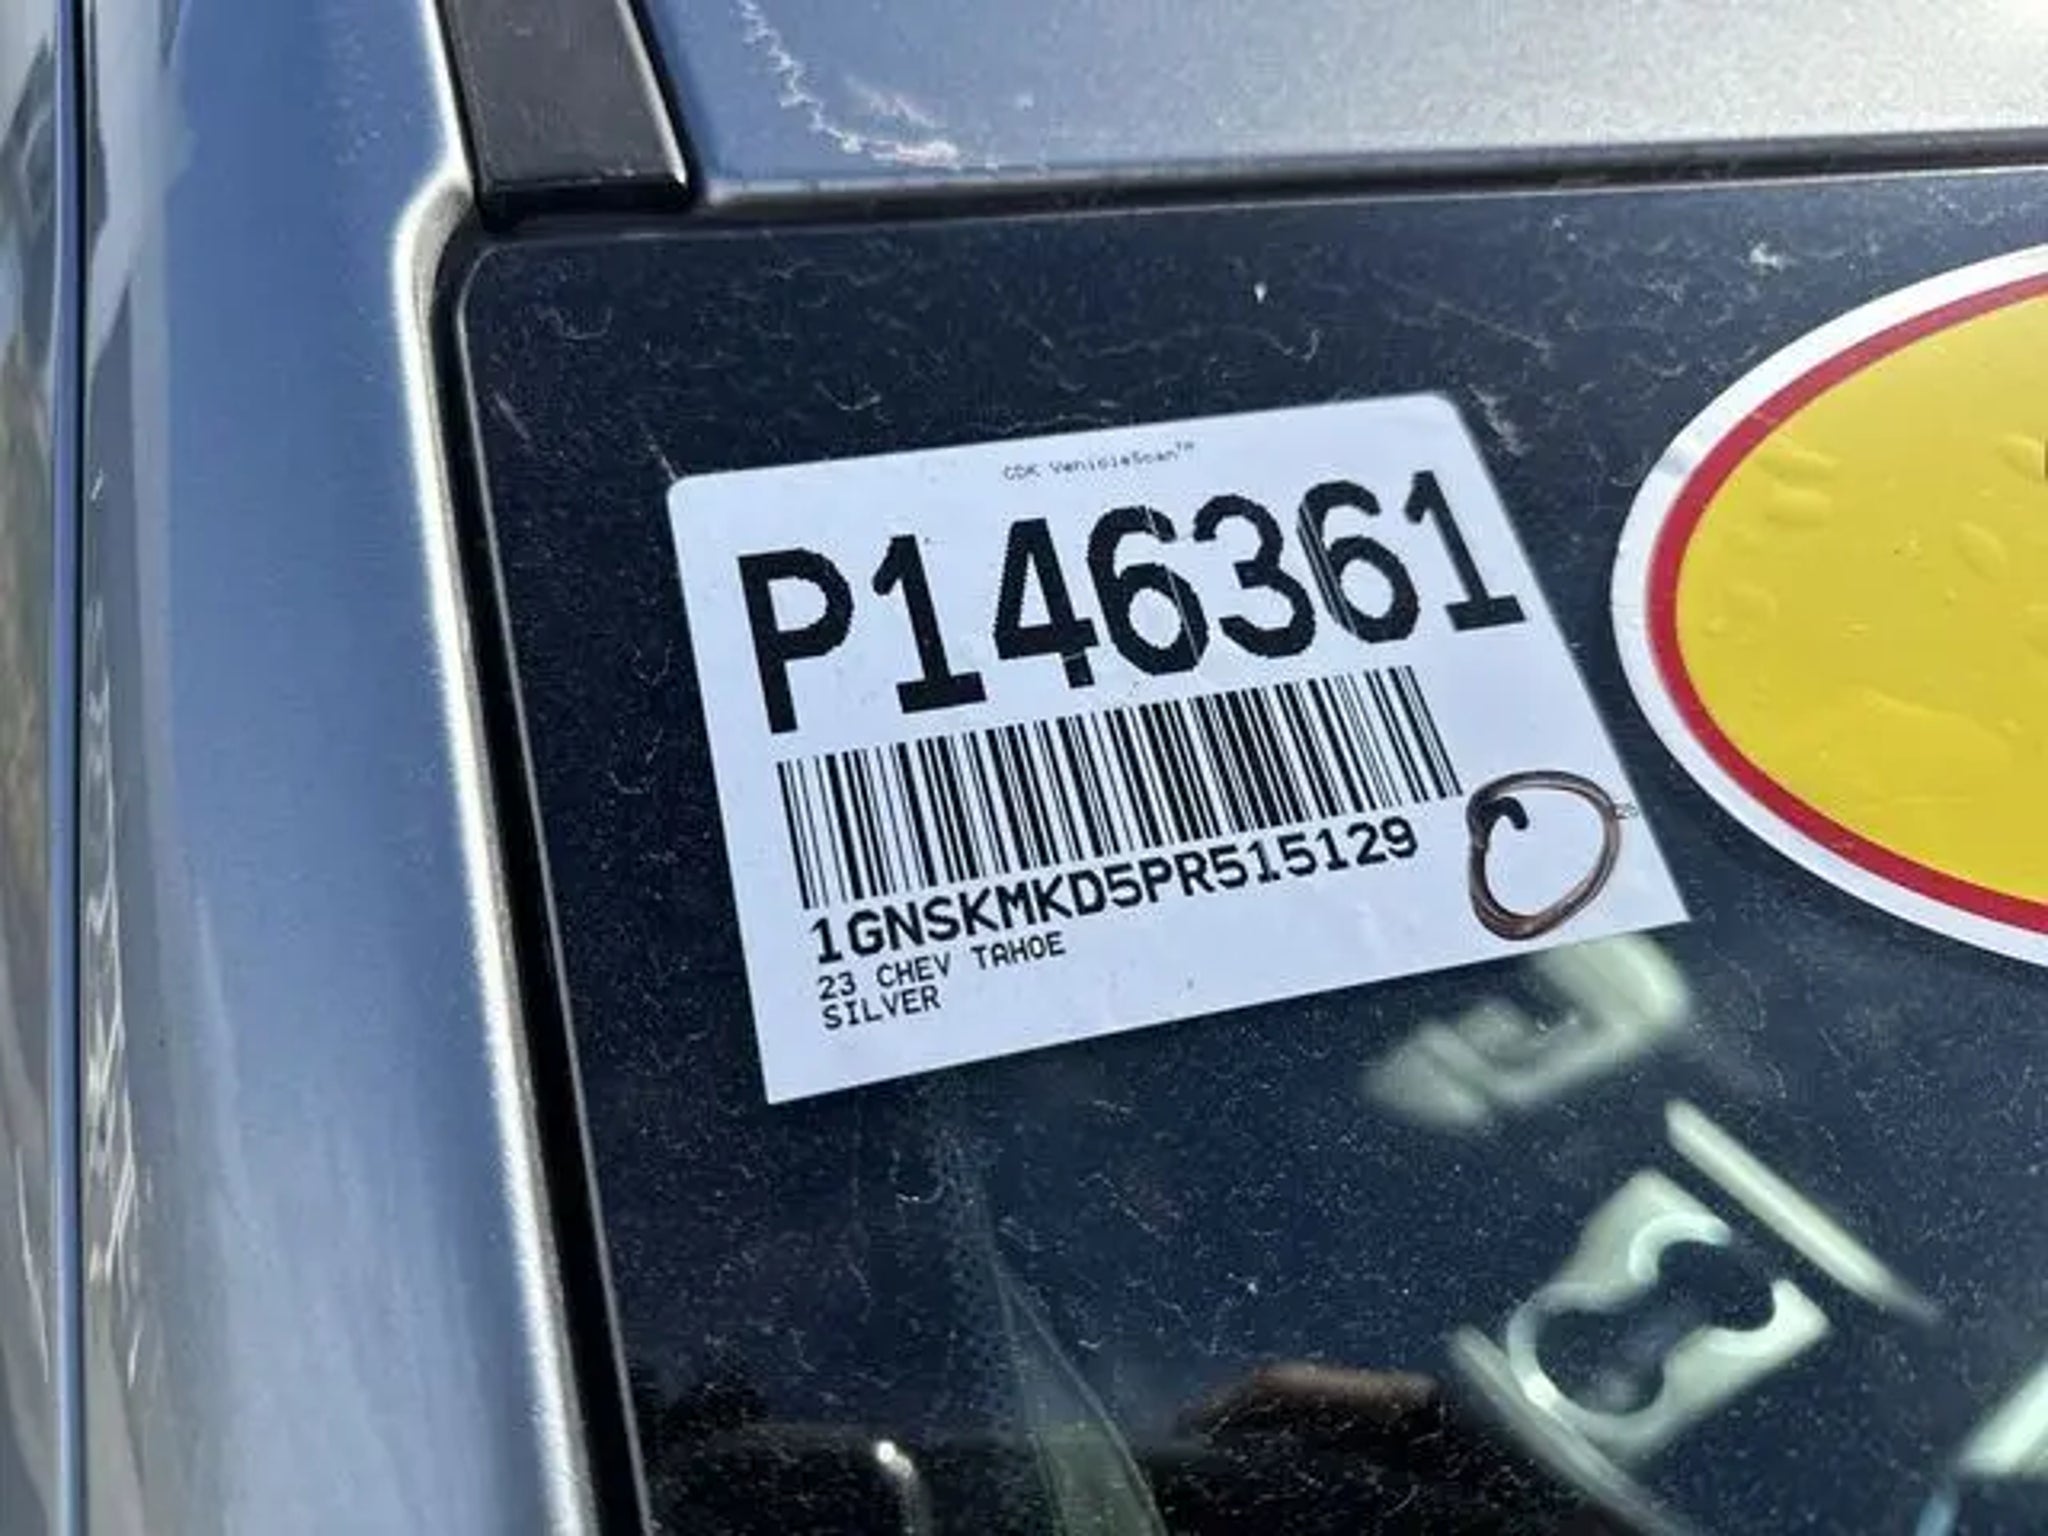 CDK VehicleScan™
P146361
1GNSKMKD5PR515129
23 CHEV TAHOE
SILVER